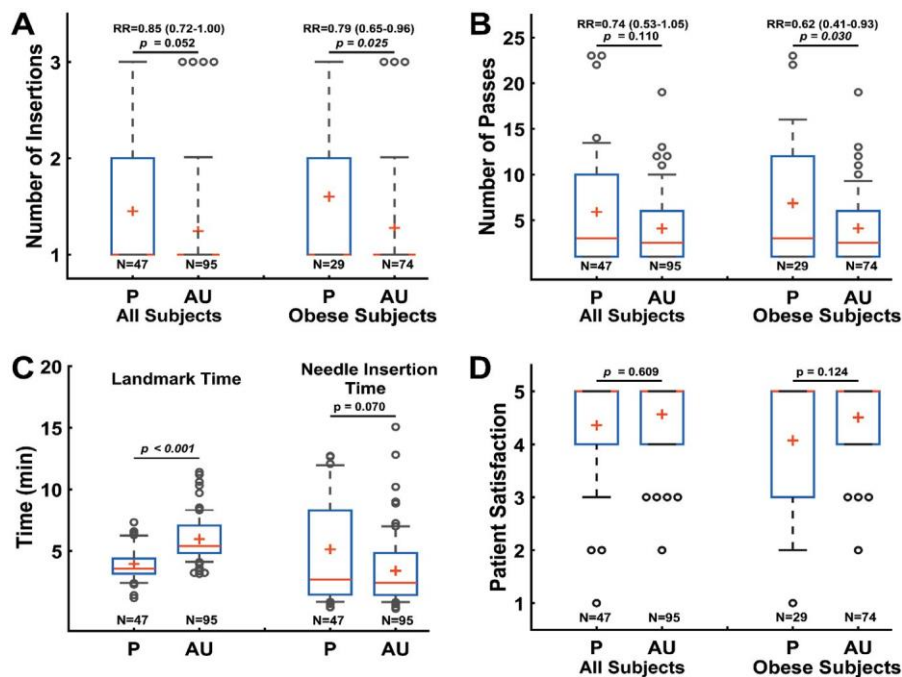 A
RR=0.85 (0.72-1.00)
p = 0.052
RR=0.79 (0.65-0.96)
p = 0.025
Number of Insertions
3
2
1
N=47
N=95
N=29
N=74
P
AU
P
AU
All Subjects
Obese Subjects
B
RR=0.74 (0.53-1.05)
p = 0.110
RR=0.62 (0.41-0.93)
p = 0.030
Number of Passes
25
20
15
10
5
N=47
N=95
N=29
N=74
P
AU
P
AU
All Subjects
Obese Subjects
C
Landmark Time
Needle Insertion
Time
p < 0.001
p = 0.070
Time (min)
20
15
10
5
N=47
N=95
N=47
N=95
P
AU
P
AU
D
p = 0.609
p = 0.124
Patient Satisfaction
5
4
3
2
1
N=47
N=95
N=29
N=74
P
AU
P
AU
All Subjects
Obese Subjects